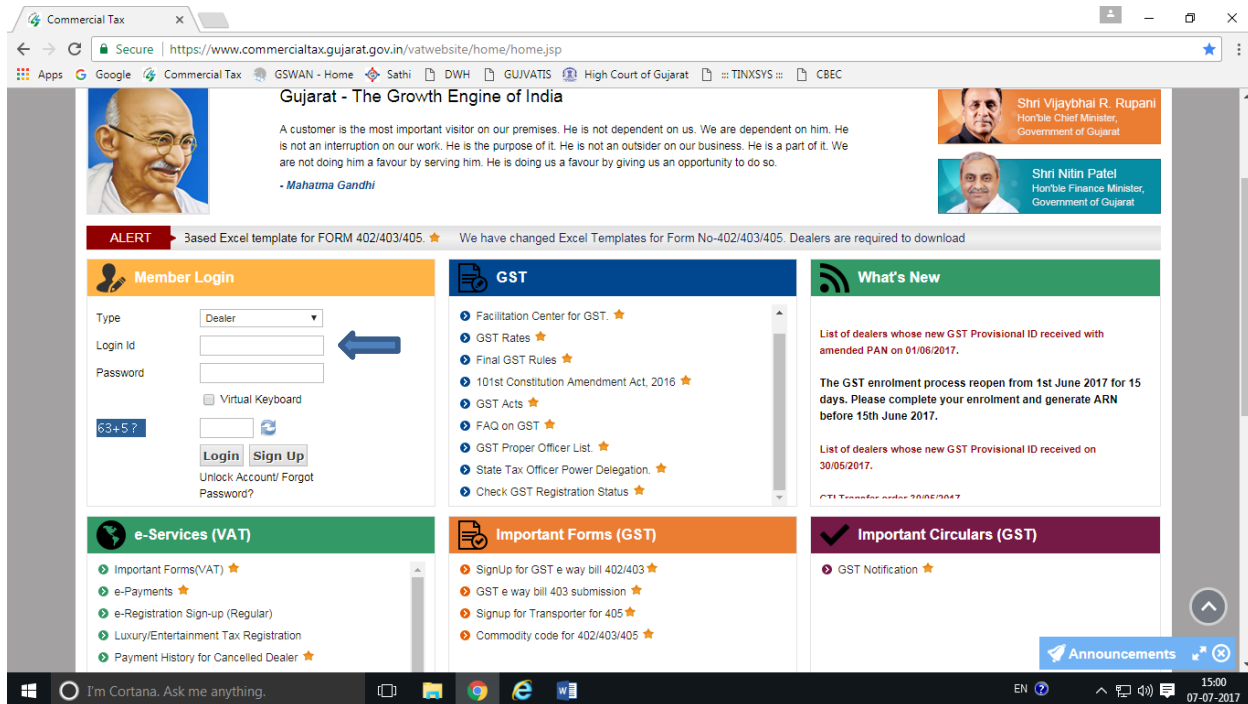 Commercial Tax
Secure https://www.commercialtax.gujarat.gov.in/vatwebsite/home/home.jsp
Apps Google Commercial Tax GSWAN - Home Sathi DWH GUJVATIS High Court of Gujarat ::: TINXSYS ::: CBEC
Gujarat - The Growth Engine of India
A customer is the most important visitor on our premises. He is not dependent on us. We are dependent on him. He
is not an interruption on our work. He is the purpose of it. He is not an outsider on our business. He is a part of it. We
are not doing him a favour by serving him. He is doing us a favour by giving us an opportunity to do so.
- Mahatma Gandhi
Shri Vijaybhai R. Rupani
Hon'ble Chief Minister,
Government of Gujarat
Shri Nitin Patel
Hon'ble Finance Minister,
Government of Gujarat
ALERT Based Excel template for FORM 402/403/405. We have changed Excel Templates for Form No-402/403/405. Dealers are required to download
Member Login
Type Dealer
Login Id
Password
Virtual Keyboard
63+5?
Login Sign Up
Unlock Account/ Forgot
Password?
GST
Facilitation Center for GST.
GST Rates
Final GST Rules
101st Constitution Amendment Act, 2016
GST Acts
FAQ on GST
GST Proper Officer List.
State Tax Officer Power Delegation.
Check GST Registration Status
What's New
List of dealers whose new GST Provisional ID received with
amended PAN on 01/06/2017.
The GST enrolment process reopen from 1st June 2017 for 15
days. Please complete your enrolment and generate ARN
before 15th June 2017.
List of dealers whose new GST Provisional ID received on
30/05/2017.
CTI Transfer order 30/05/2017
e-Services (VAT)
Important Forms(VAT)
e-Payments
e-Registration Sign-up (Regular)
Luxury/Entertainment Tax Registration
Payment History for Cancelled Dealer
Important Forms (GST)
SignUp for GST e way bill 402/403
GST e way bill 403 submission
Signup for Transporter for 405
Commodity code for 402/403/405
Important Circulars (GST)
GST Notification
Announcements
I'm Cortana. Ask me anything.
EN
15:00
07-07-2017